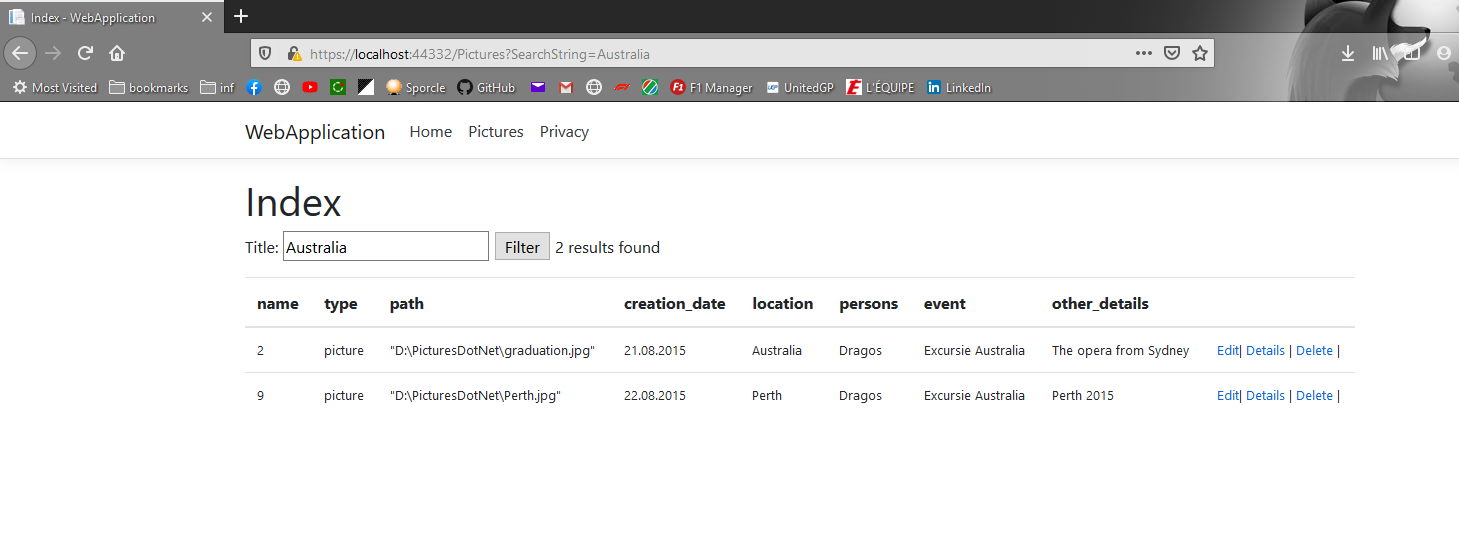 Index - WebApplication
https://localhost:44332/Pictures?SearchString=Australia
Most Visited bookmarks inf Sporcle GitHub F1 F1 Manager UEP UnitedGP L'ÉQUIPE LinkedIn
WebApplication Home Pictures Privacy
Index
Title: Australia Filter 2 results found
name type path creation_date location persons event other_details
2 picture "D:\PicturesDotNet\graduation.jpg" 21.08.2015 Australia Dragos Excursie Australia The opera from Sydney Edit| Details | Delete |
9 picture "D:\PicturesDotNet\Perth.jpg" 22.08.2015 Perth Dragos Excursie Australia Perth 2015 Edit| Details | Delete |